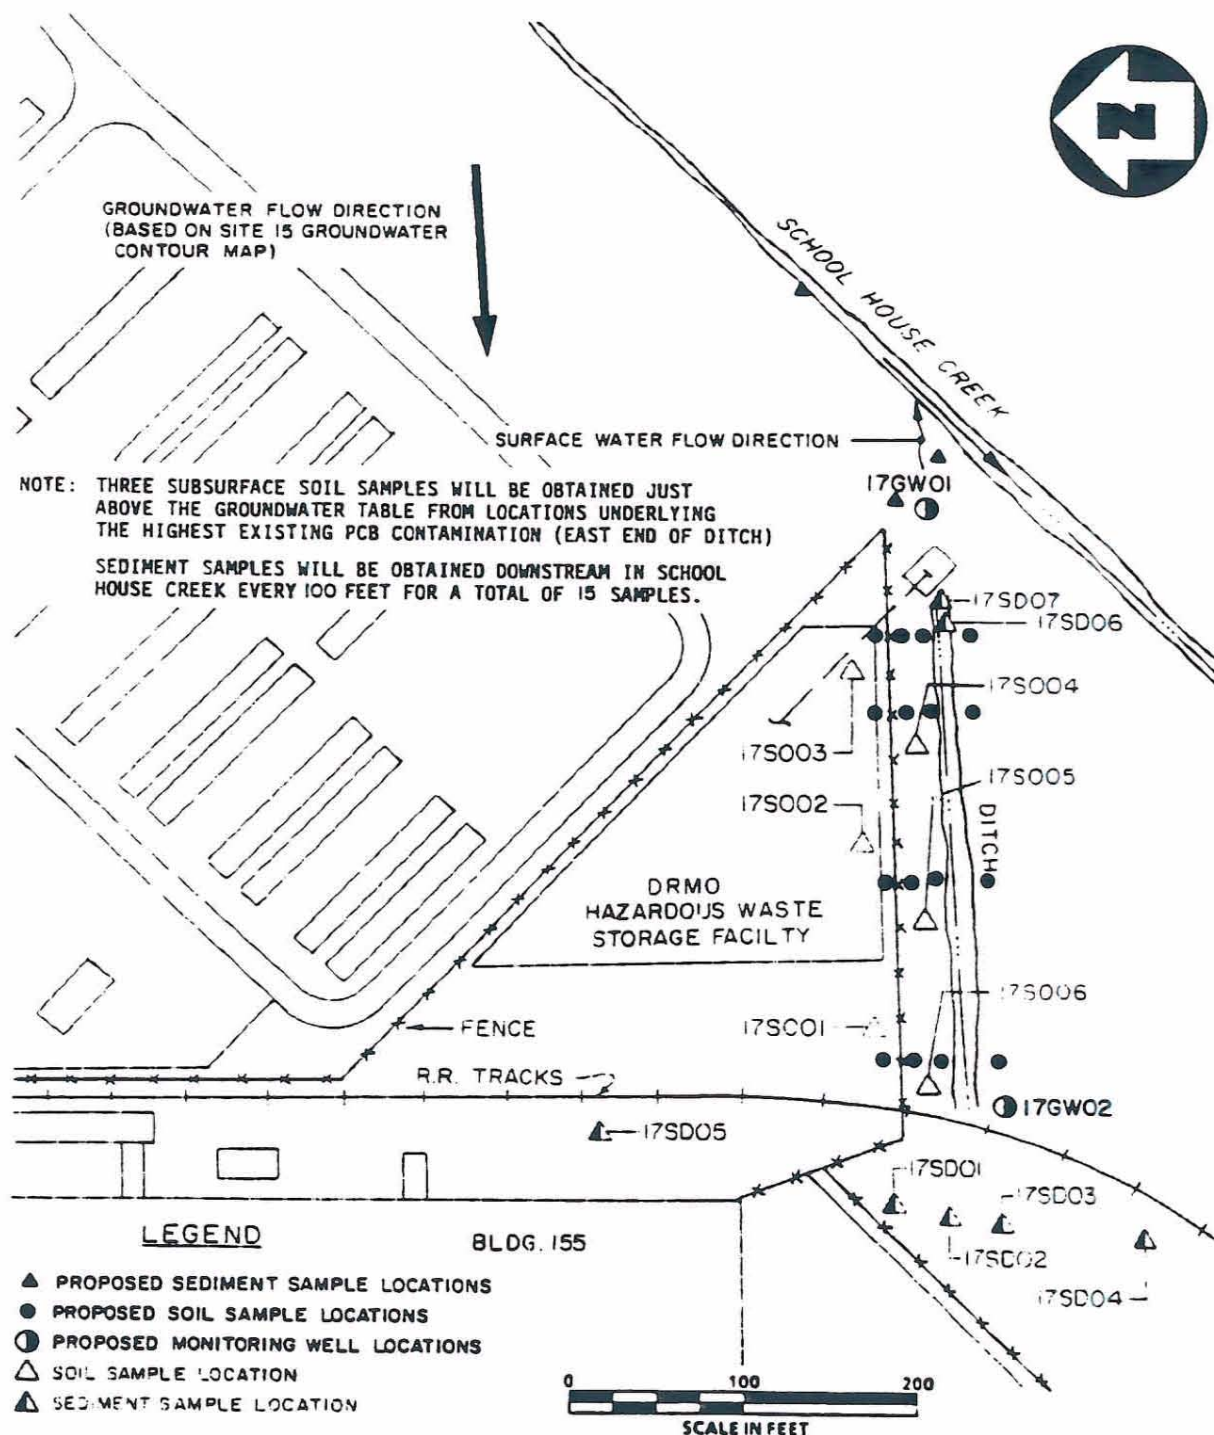 N
GROUNDWATER FLOW DIRECTION
(BASED ON SITE 15 GROUNDWATER
CONTOUR MAP)
SCHOOL HOUSE CREEK
SURFACE WATER FLOW DIRECTION
17GW01
NOTE: THREE SUBSURFACE SOIL SAMPLES WILL BE OBTAINED JUST
ABOVE THE GROUNDWATER TABLE FROM LOCATIONS UNDERLYING
THE HIGHEST EXISTING PCB CONTAMINATION (EAST END OF DITCH)
SEDIMENT SAMPLES WILL BE OBTAINED DOWNSTREAM IN SCHOOL
HOUSE CREEK EVERY 100 FEET FOR A TOTAL OF 15 SAMPLES.
17SD07
17SD06
17SO04
17SO03
17SO05
17SO02
DITCH
DRMO
HAZARDOUS WASTE
STORAGE FACILTY
17SO06
17SO01
FENCE
R.R. TRACKS
17GW02
17SD05
17SD01
17SD03
17SD02
17SD04
BLDG. 155
LEGEND
PROPOSED SEDIMENT SAMPLE LOCATIONS
PROPOSED SOIL SAMPLE LOCATIONS
PROPOSED MONITORING WELL LOCATIONS
SOIL SAMPLE LOCATION
SEDIMENT SAMPLE LOCATION
0 100 200
SCALE IN FEET